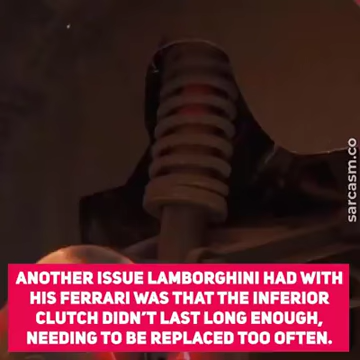 sarcasm.co
ANOTHER ISSUE LAMBORGHINI HAD WITH
HIS FERRARI WAS THAT THE INFERIOR
CLUTCH DIDN'T LAST LONG ENOUGH,
NEEDING TO BE REPLACED TOO OFTEN.